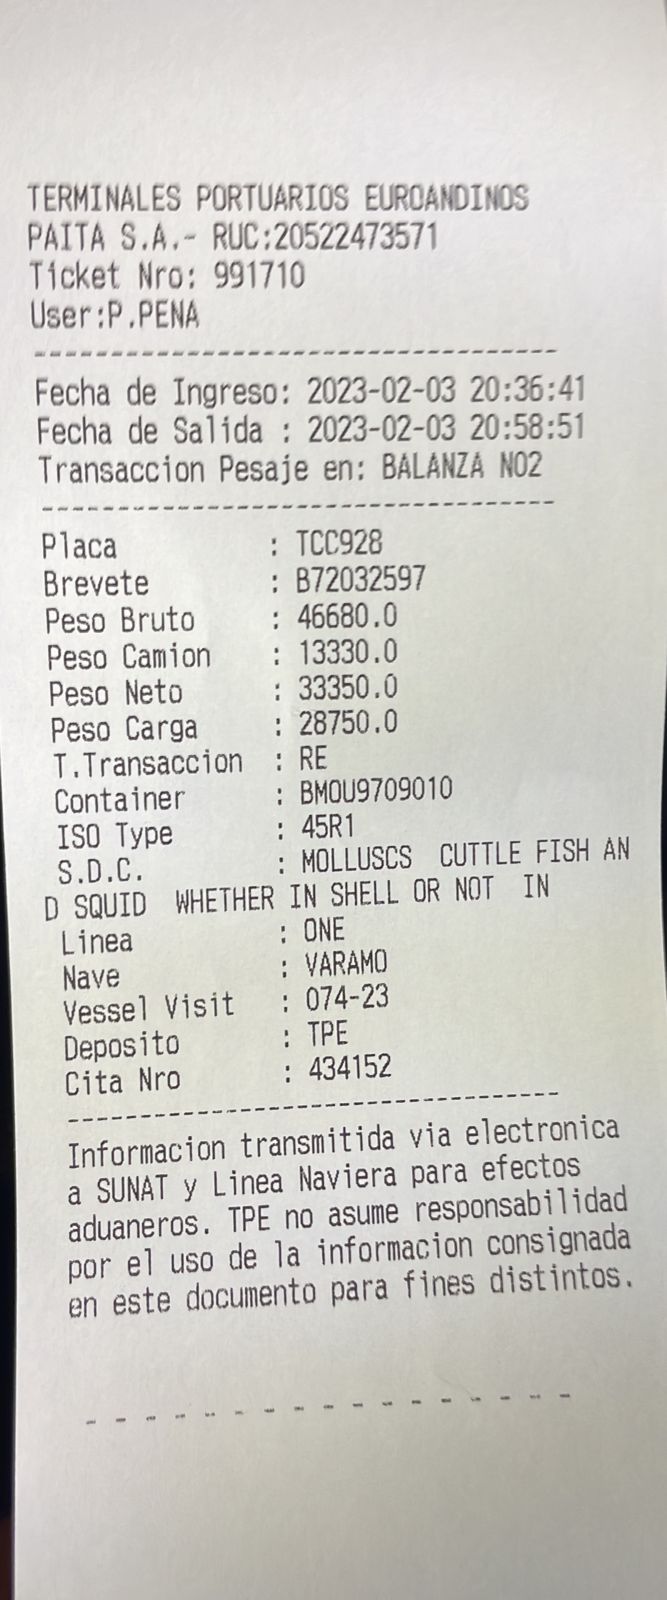 TERMINALES PORTUARIOS EUROANDINOS
PAITA S.A.- RUC:20522473571
Ticket Nro: 991710
User:P.PENA
----------------------------------
Fecha de Ingreso: 2023-02-03 20:36:41
Fecha de Salida : 2023-02-03 20:58:51
Transaccion Pesaje en: BALANZA NO2
----------------------------------
Placa : TCC928
Brevete : B72032597
Peso Bruto : 46680.0
Peso Camion : 13330.0
Peso Neto : 33350.0
Peso Carga : 28750.0
T.Transaccion : RE
Container : BMOU9709010
ISO Type : 45R1
S.D.C. : MOLLUSCS CUTTLE FISH AN
D SQUID WHETHER IN SHELL OR NOT IN
Linea : ONE
Nave : VARAMO
Vessel Visit : 074-23
Deposito : TPE
Cita Nro : 434152
----------------------------------
Informacion transmitida via electronica
a SUNAT y Linea Naviera para efectos
aduaneros. TPE no asume responsabilidad
por el uso de la informacion consignada
en este documento para fines distintos.
- - - - - - - - - - - - - - - - -